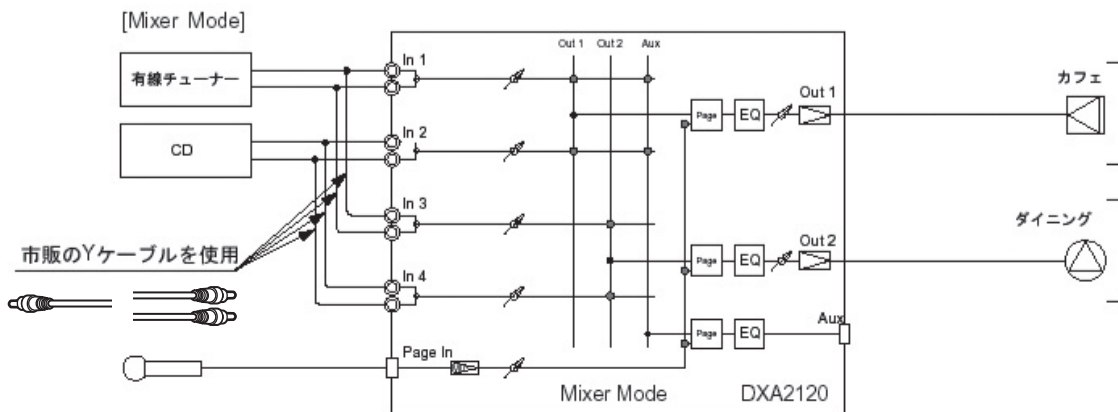 [Mixer Mode]
有線チューナー
CD
市販のYケーブルを使用
In 1
In 2
In 3
In 4
Page In
Out 1
Out 2
Aux
Page
EQ
Out 1
Page
EQ
Out 2
Page
EQ
Aux
Mixer Mode
DXA2120
カフェ
ダイニング